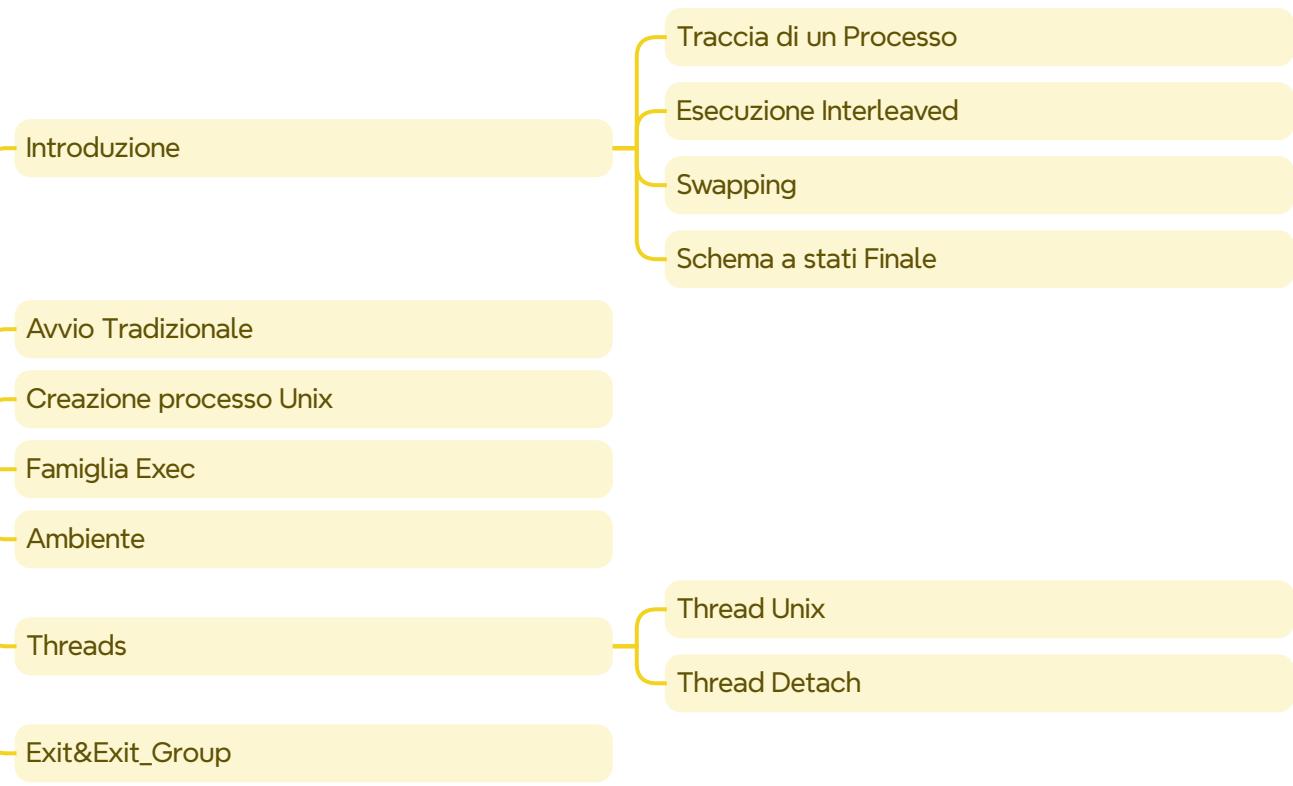 Introduzione
Traccia di un Processo
Esecuzione Interleaved
Swapping
Schema a stati Finale
Avvio Tradizionale
Creazione processo Unix
Famiglia Exec
Ambiente
Threads
Thread Unix
Thread Detach
Exit&Exit_Group